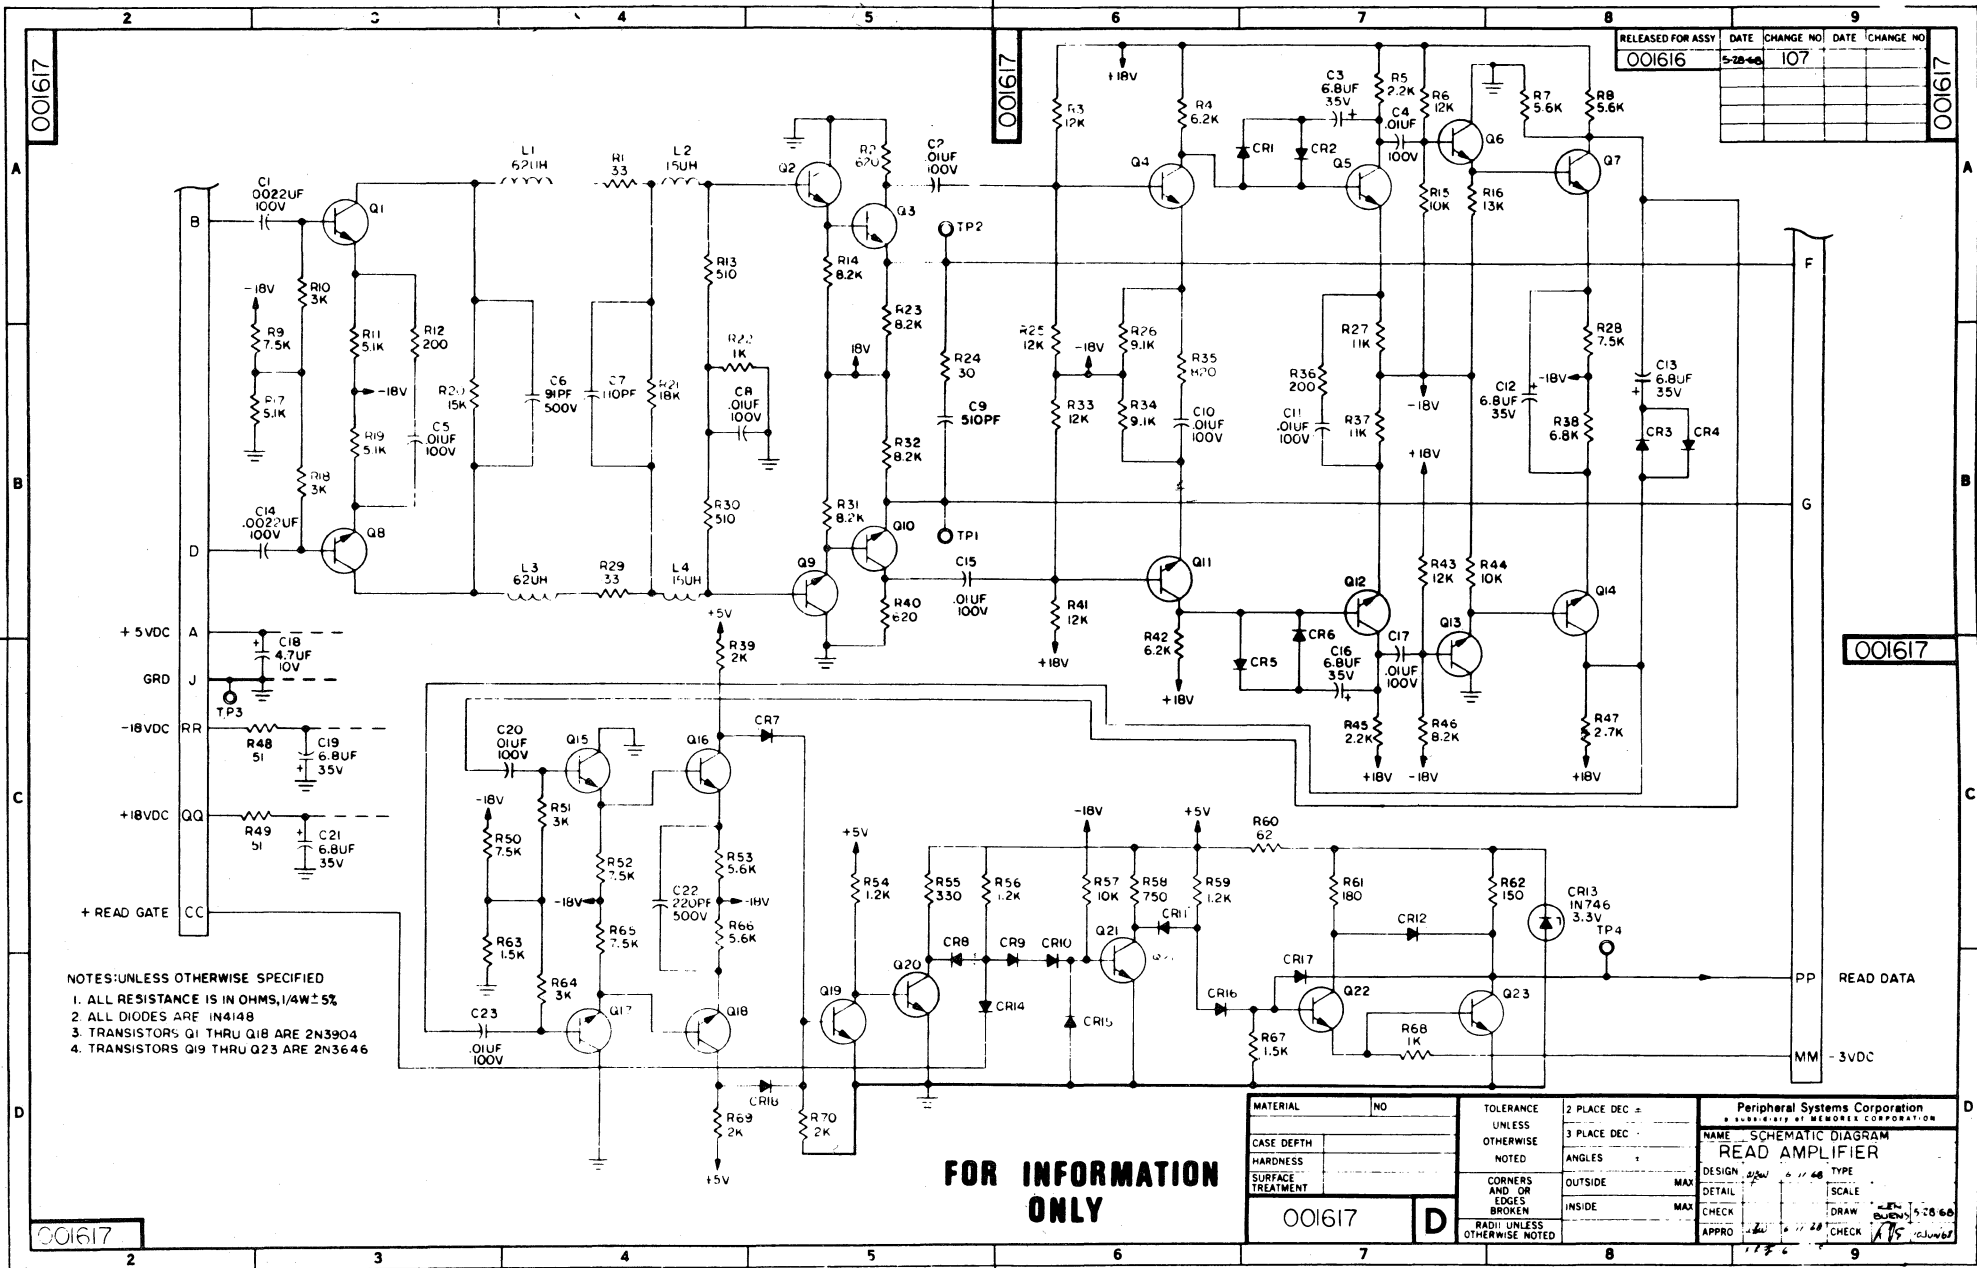 2 3 4 5 6 7 8 9
001617
001617
RELEASED FOR ASSY DATE CHANGE NO DATE CHANGE NO
001616 5-28-68 107
001617
A
A
B
B
C
C
D
D
C1
.0022UF
100V
B
Q1
L1
62UH
R1
33
L2
15UH
Q2
R2
620
C2
.01UF
100V
Q3
TP2
+18V
R3
12K
R4
6.2K
Q4
CR1
CR2
C3
6.8UF
35V
+
R5
2.2K
C4
.01UF
100V
Q5
R6
12K
Q6
R7
5.6K
R8
5.6K
Q7
R15
10K
R16
13K
F
-18V
R9
7.5K
R10
3K
R11
5.1K
R12
200
R17
5.1K
-18V
R18
3K
R19
5.1K
C5
.01UF
100V
R20
15K
C6
91PF
500V
C7
110PF
R21
18K
R13
510
R22
1K
C8
.01UF
100V
R30
510
R14
8.2K
R23
8.2K
18V
R24
30
C9
510PF
R32
8.2K
R31
8.2K
R25
12K
-18V
R26
9.1K
R35
820
R33
12K
R34
9.1K
C10
.01UF
100V
R27
11K
R36
200
C11
.01UF
100V
R37
11K
-18V
+18V
C12
6.8UF
35V
+
R28
7.5K
-18V
R38
6.8K
C13
6.8UF
35V
+
CR3
CR4
G
C14
.0022UF
100V
D
Q8
L3
62UH
R29
33
L4
15UH
Q9
Q10
TP1
C15
.01UF
100V
R40
620
R41
12K
+18V
Q11
R42
6.2K
+18V
CR5
CR6
C16
6.8UF
35V
+
Q12
C17
.01UF
100V
R43
12K
R44
10K
Q13
Q14
R45
2.2K
+18V
R46
8.2K
-18V
R47
2.7K
+18V
001617
+5VDC A
+
C18
4.7UF
10V
GRD J
TP3
-18VDC RR
R48
51
C19
6.8UF
35V
+
+18VDC QQ
R49
51
+
C21
6.8UF
35V
+ READ GATE CC
+5V
R39
2K
C20
.01UF
100V
Q15
Q16
CR7
-18V
R50
7.5K
R51
3K
R52
7.5K
R53
5.6K
-18V
C22
220PF
500V
-18V
R63
1.5K
R65
7.5K
R66
5.6K
R64
3K
C23
.01UF
100V
Q17
Q18
CR18
R69
2K
+5V
R70
2K
+5V
R54
1.2K
R55
330
R56
1.2K
Q19
Q20
CR8
CR9
CR10
CR14
CR15
-18V
R57
10K
R58
750
+5V
R59
1.2K
R60
62
Q21
CR11
CR16
R67
1.5K
CR17
R61
180
CR12
R62
150
CR13
1N746
3.3V
TP4
Q22
Q23
R68
1K
PP READ DATA
MM -3VDC
NOTES: UNLESS OTHERWISE SPECIFIED
1. ALL RESISTANCE IS IN OHMS, 1/4W ± 5%
2. ALL DIODES ARE IN4148
3. TRANSISTORS Q1 THRU Q18 ARE 2N3904
4. TRANSISTORS Q19 THRU Q23 ARE 2N3646
FOR INFORMATION
ONLY
MATERIAL NO
CASE DEPTH
HARDNESS
SURFACE
TREATMENT
001617 D
TOLERANCE
UNLESS
OTHERWISE
NOTED
CORNERS
AND OR
EDGES
BROKEN
RADII UNLESS
OTHERWISE NOTED
2 PLACE DEC ±
3 PLACE DEC
ANGLES ±
OUTSIDE MAX
INSIDE MAX
Peripheral Systems Corporation
a subsidiary of MEMOREX CORPORATION
NAME SCHEMATIC DIAGRAM
READ AMPLIFIER
DESIGN TYPE
DETAIL SCALE
CHECK DRAW BUENS 5-28-68
APPRO CHECK
001617
2 3 4 5 6 7 8 9